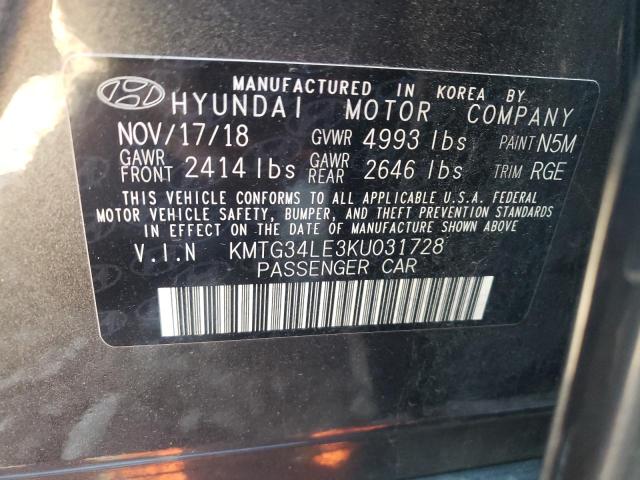 MANUFACTURED IN KOREA BY
HYUNDAI MOTOR COMPANY
NOV/17/18 GVWR 4993 lbs PAINT N5M
GAWR FRONT 2414 lbs GAWR REAR 2646 lbs TRIM RGE
THIS VEHICLE CONFORMS TO ALL APPLICABLE U.S.A. FEDERAL
MOTOR VEHICLE SAFETY, BUMPER, AND THEFT PREVENTION STANDARDS
IN EFFECT ON THE DATE OF MANUFACTURE SHOWN ABOVE
V.I.N KMTG34LE3KU031728
PASSENGER CAR